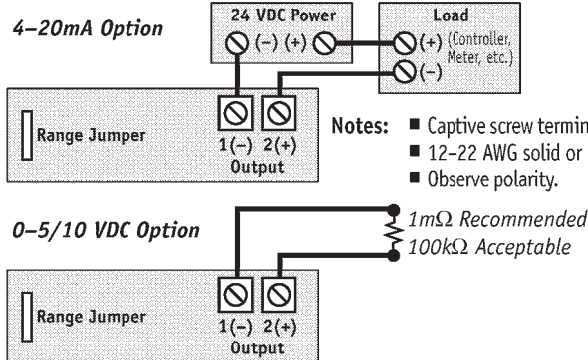 4–20mA Option
24 VDC Power
(–) (+)
Load
(+) (Controller,
Meter, etc.)
(–)
Range Jumper
1(–) 2(+)
Output
Notes:
■ Captive screw termin
■ 12–22 AWG solid or
■ Observe polarity.
0–5/10 VDC Option
1mΩ Recommended
100kΩ Acceptable
Range Jumper
1(–) 2(+)
Output